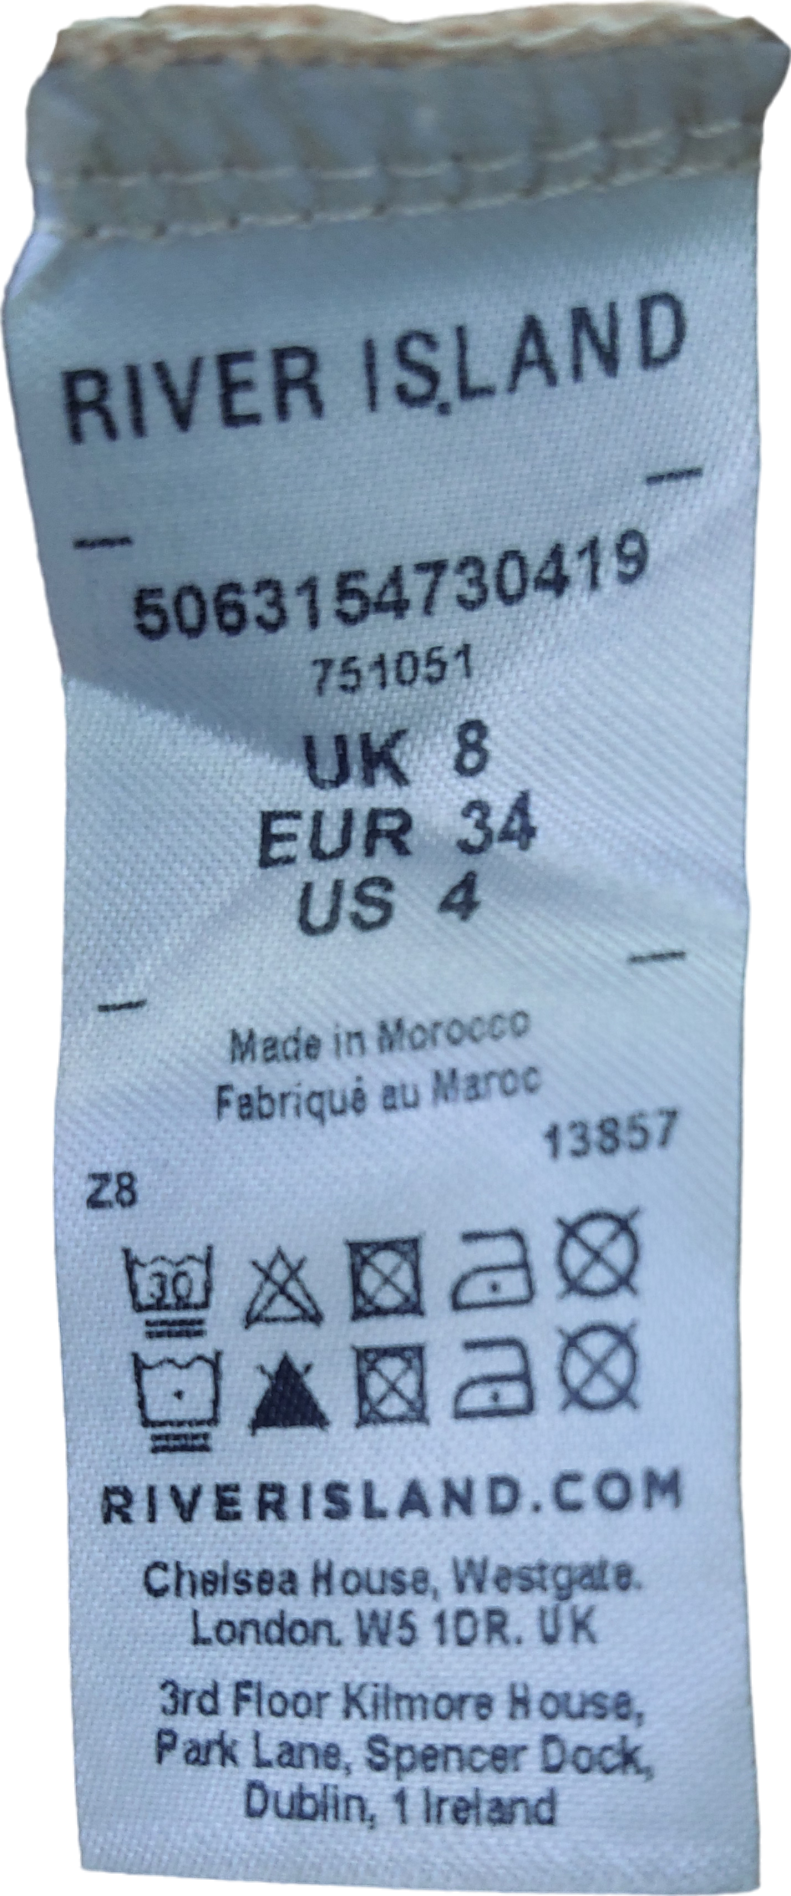 RIVER ISLAND
5063154730419
751051
UK 8
EUR 34
US 4
Made in Morocco
Fabriqué au Maroc
13857
Z8
30
RIVERISLAND.COM
Chelsea House, Westgate.
London. W5 1DR. UK
3rd Floor Kilmore House,
Park Lane, Spencer Dock,
Dublin, 1 Ireland